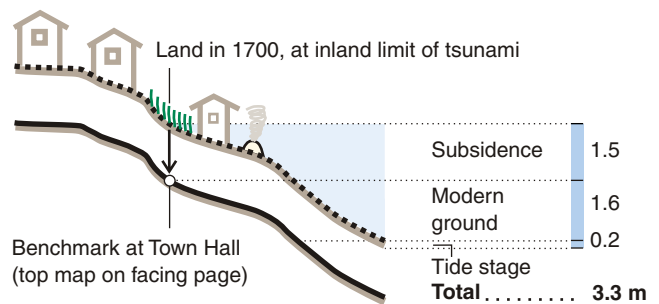 Land in 1700, at inland limit of tsunami
Subsidence
1.5
Modern
ground
1.6
0.2
Benchmark at Town Hall
(top map on facing page)
Tide stage
Total . . . . . . . . . 3.3 m